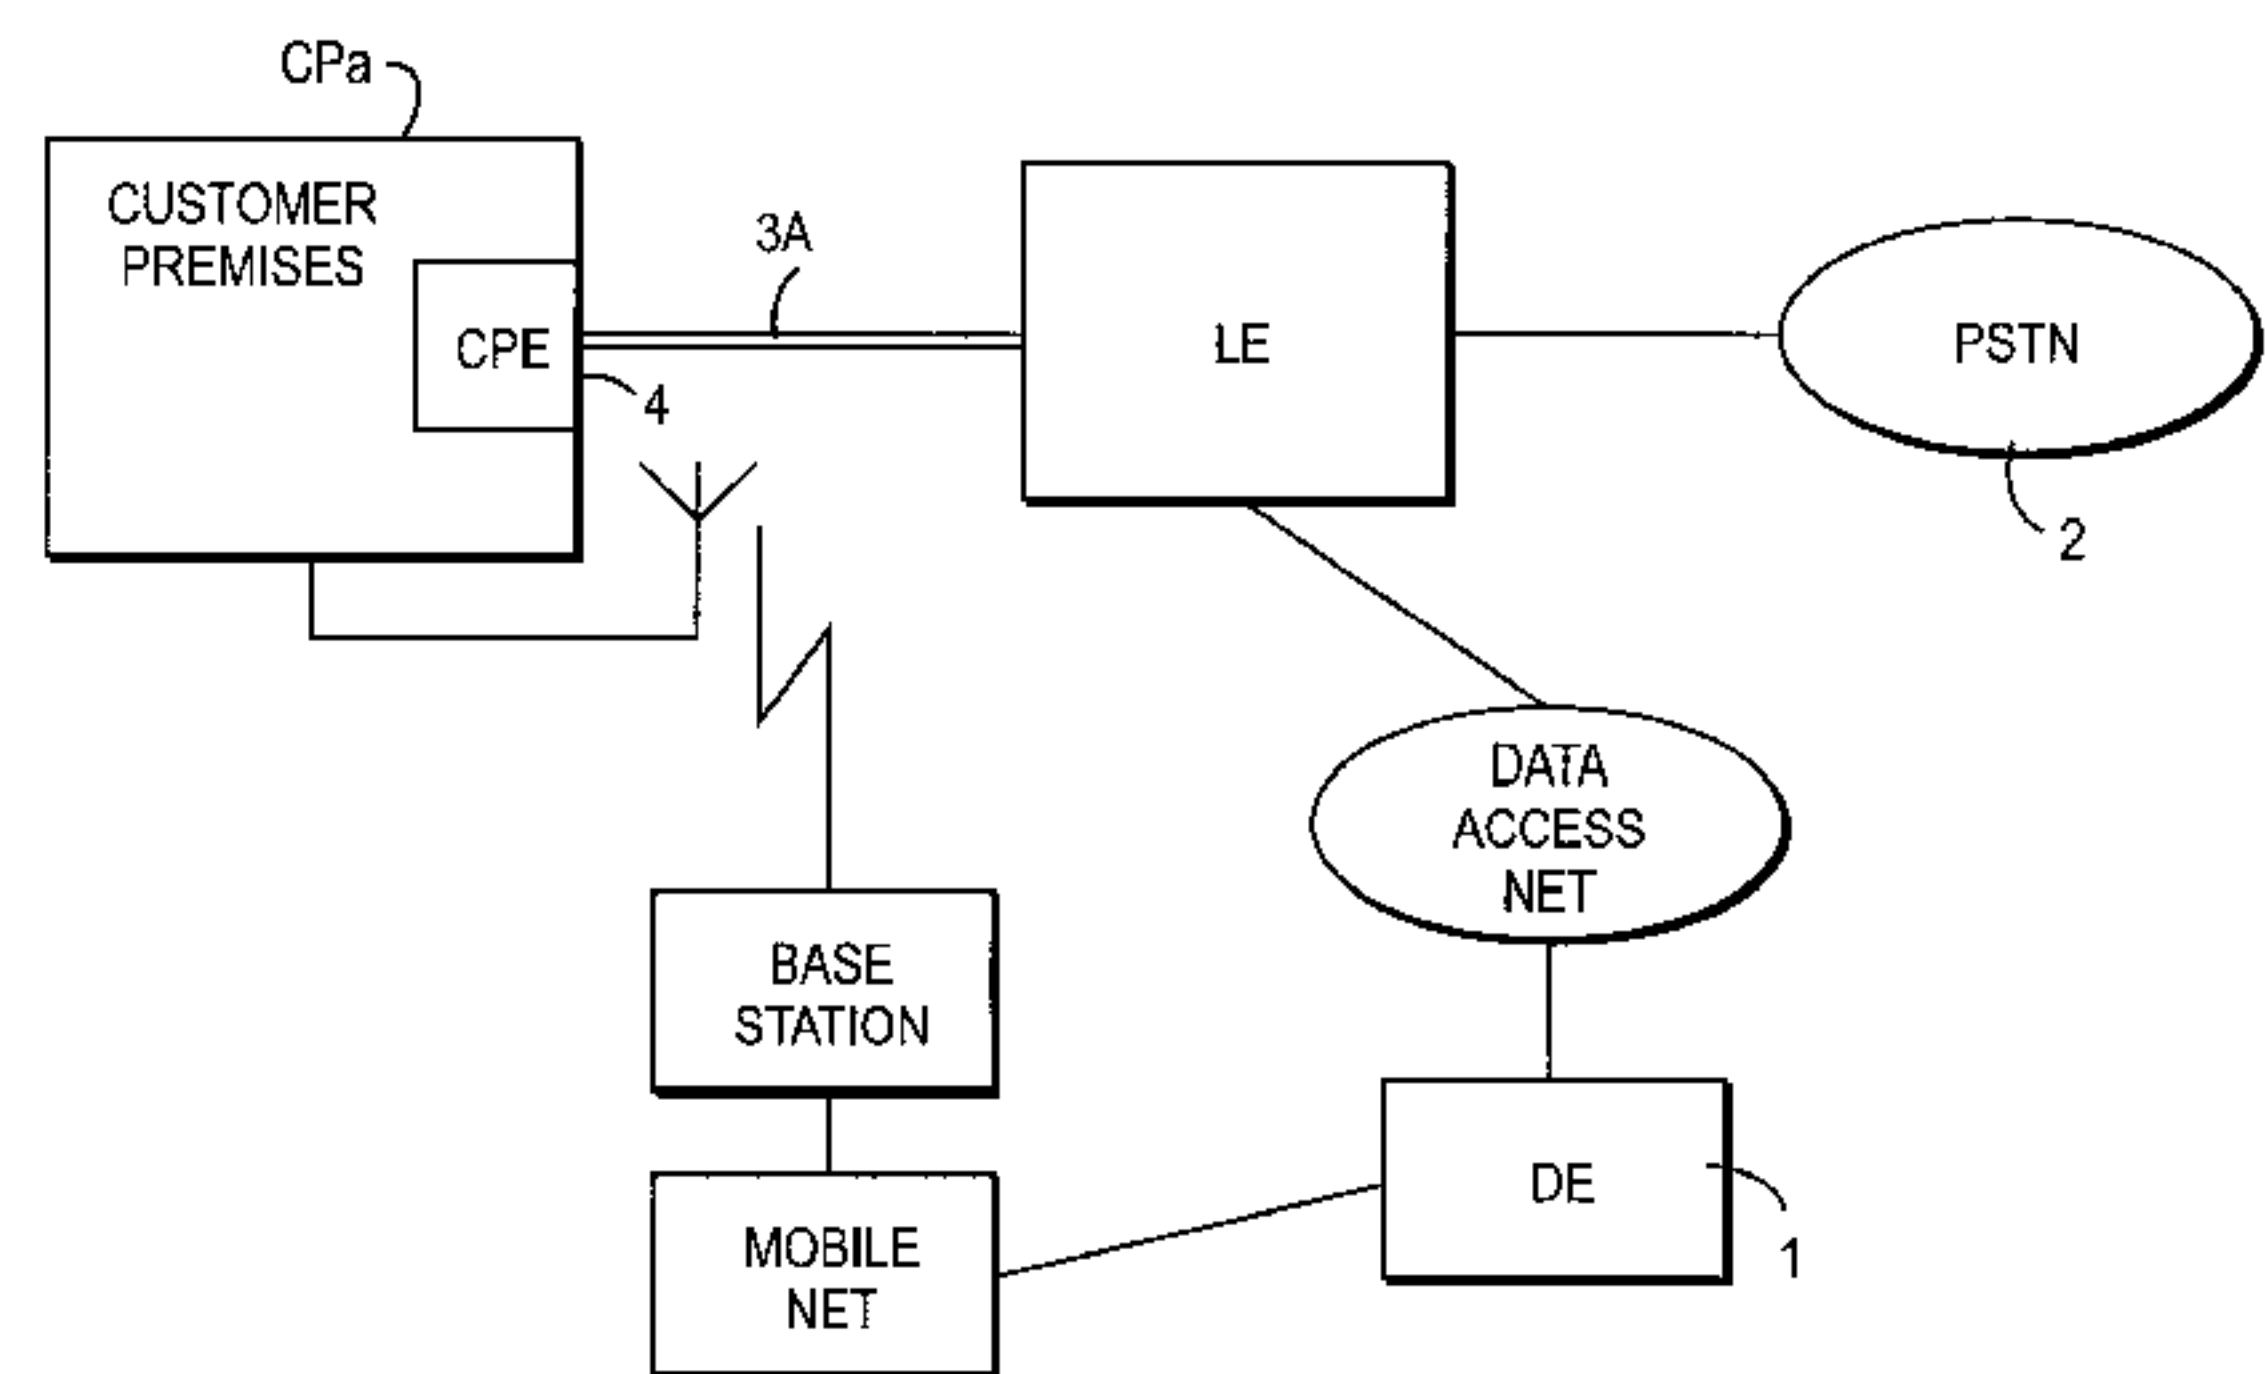 CPa
CUSTOMER
PREMISES
3A
CPE
4
LE
PSTN
2
DATA
ACCESS
NET
BASE
STATION
DE
1
MOBILE
NET